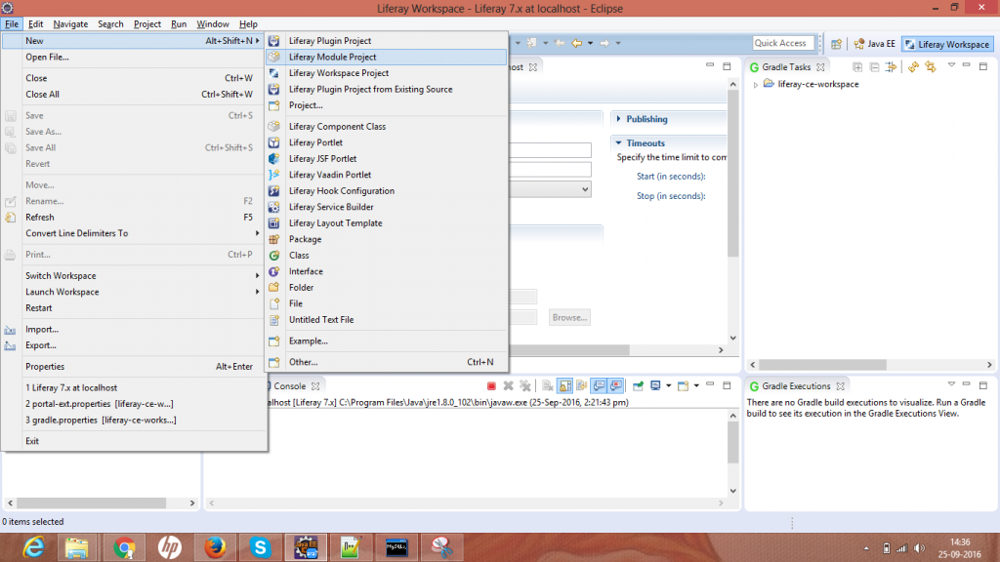 Liferay Workspace - Liferay 7.x at localhost - Eclipse
File Edit Navigate Search Project Run Window Help
New Alt+Shift+N
Open File...
Close Ctrl+W
Close All Ctrl+Shift+W
Save Ctrl+S
Save As...
Save All Ctrl+Shift+S
Revert
Move...
Rename... F2
Refresh F5
Convert Line Delimiters To
Print... Ctrl+P
Switch Workspace
Launch Workspace
Restart
Import...
Export...
Properties Alt+Enter
1 Liferay 7.x at localhost
2 portal-ext.properties [liferay-ce-w...]
3 gradle.properties [liferay-ce-works...]
Exit
Liferay Plugin Project
Liferay Module Project
Liferay Workspace Project
Liferay Plugin Project from Existing Source
Project...
Liferay Component Class
Liferay Portlet
Liferay JSF Portlet
Liferay Vaadin Portlet
Liferay Hook Configuration
Liferay Service Builder
Liferay Layout Template
Package
Class
Interface
Folder
File
Untitled Text File
Example...
Other... Ctrl+N
Quick Access Java EE Liferay Workspace
host
Publishing
Timeouts
Specify the time limit to com
Start (in seconds):
Stop (in seconds):
Browse...
Gradle Tasks
liferay-ce-workspace
Console
alhost [Liferay 7.x] C:\Program Files\Java\jre1.8.0_102\bin\javaw.exe (25-Sep-2016, 2:21:43 pm)
Gradle Executions
There are no Gradle build executions to visualize. Run a Gradle
build to see its execution in the Gradle Executions View.
0 items selected
14:36
25-09-2016